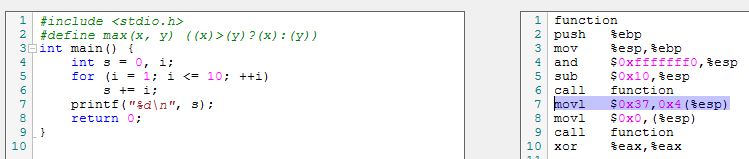 1 #include <stdio.h>
2 #define max(x, y) ((x)>(y)?(x):(y))
3 int main() {
4 int s = 0, i;
5 for (i = 1; i <= 10; ++i)
6 s += i;
7 printf("%d\n", s);
8 return 0;
9 }
10
1 function
2 push %ebp
3 mov %esp,%ebp
4 and $0xfffffff0,%esp
5 sub $0x10,%esp
6 call function
7 movl $0x37,0x4(%esp)
8 movl $0x0,(%esp)
9 call function
10 xor %eax,%eax